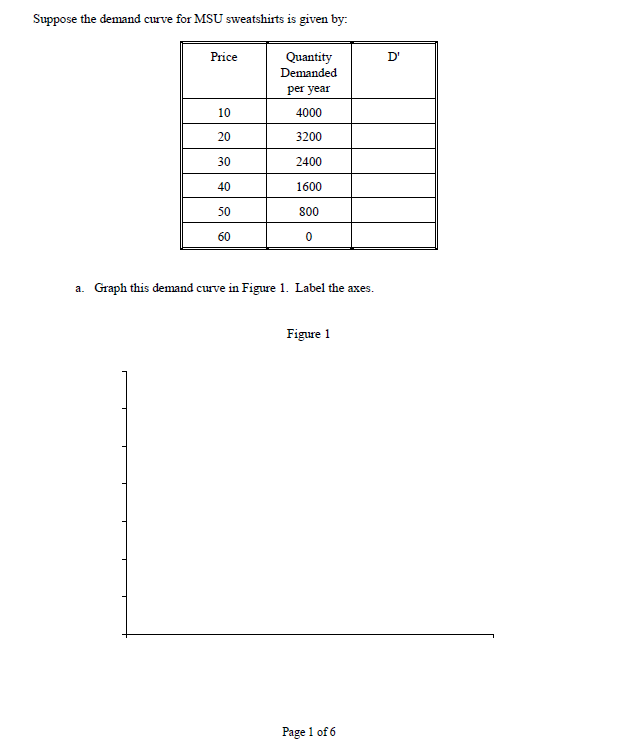 Suppose the demand curve for MSU sweatshirts is given by:
Price Quantity Demanded per year D'
10 4000
20 3200
30 2400
40 1600
50 800
60 0
a. Graph this demand curve in Figure 1. Label the axes.
Figure 1
Page 1 of 6